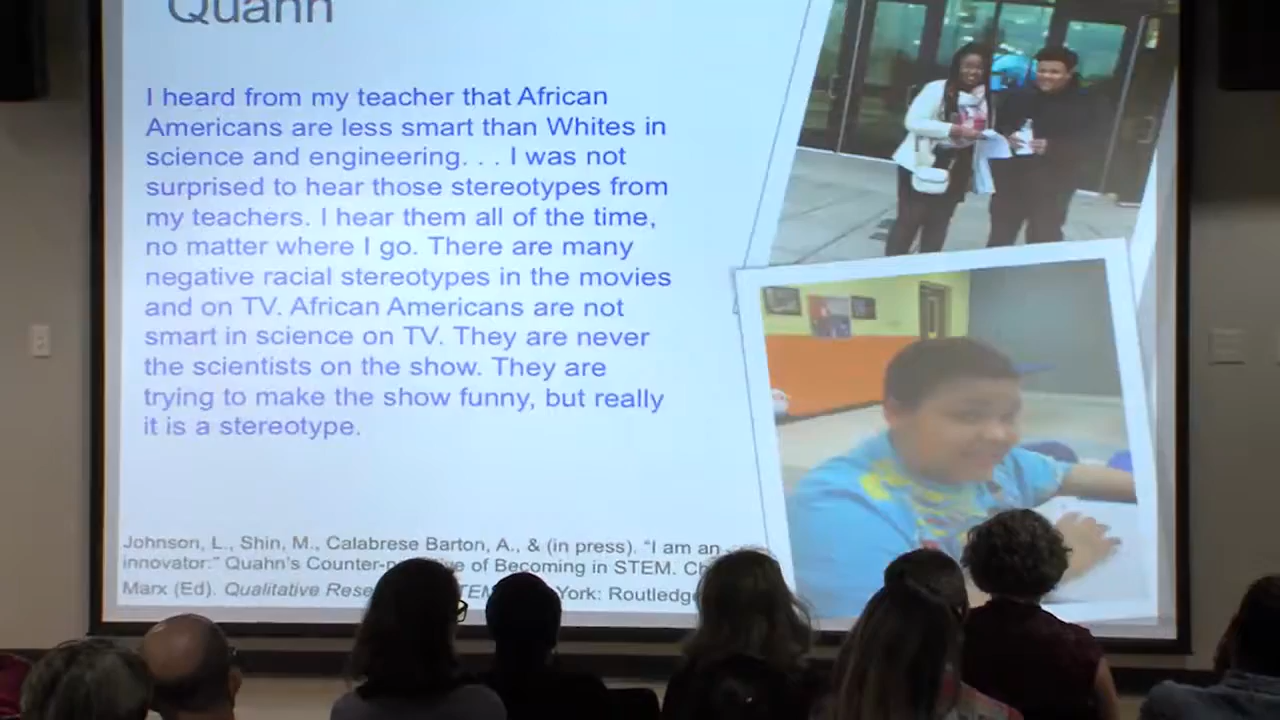 Quahn
I heard from my teacher that African
Americans are less smart than Whites in
science and engineering. . . I was not
surprised to hear those stereotypes from
my teachers. I hear them all of the time,
no matter where I go. There are many
negative racial stereotypes in the movies
and on TV. African Americans are not
smart in science on TV. They are never
the scientists on the show. They are
trying to make the show funny, but really
it is a stereotype.
Johnson, L., Shin, M., Calabrese Barton, A., & (in press). “I am an
innovator:” Quahn’s Counter- of Becoming in STEM.
Marx (Ed). Qualitative York: Routledge